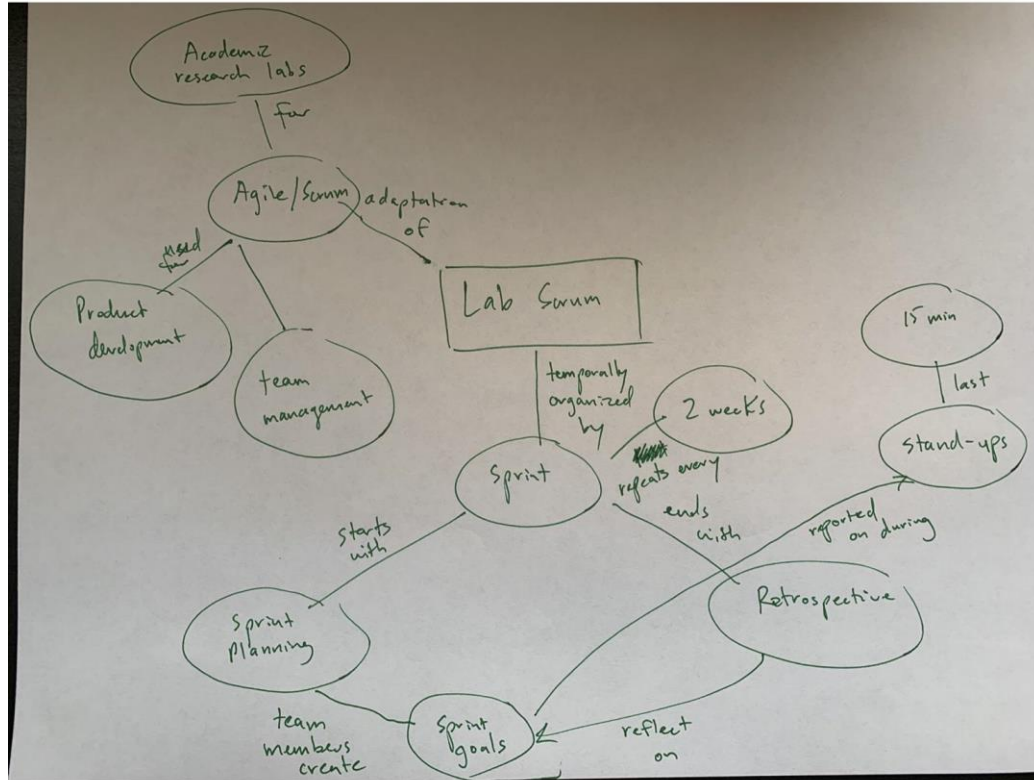 Academic
research labs
for
Agile/Scrum
adaptation
of
used
for
Product
development
team
management
Lab Scrum
15 min
last
stand-ups
temporally
organized
by
2 weeks
Sprint
repeats every
ends
with
starts
with
reported
on during
Retrospective
Sprint
planning
team
members
create
Sprint
goals
reflect
on